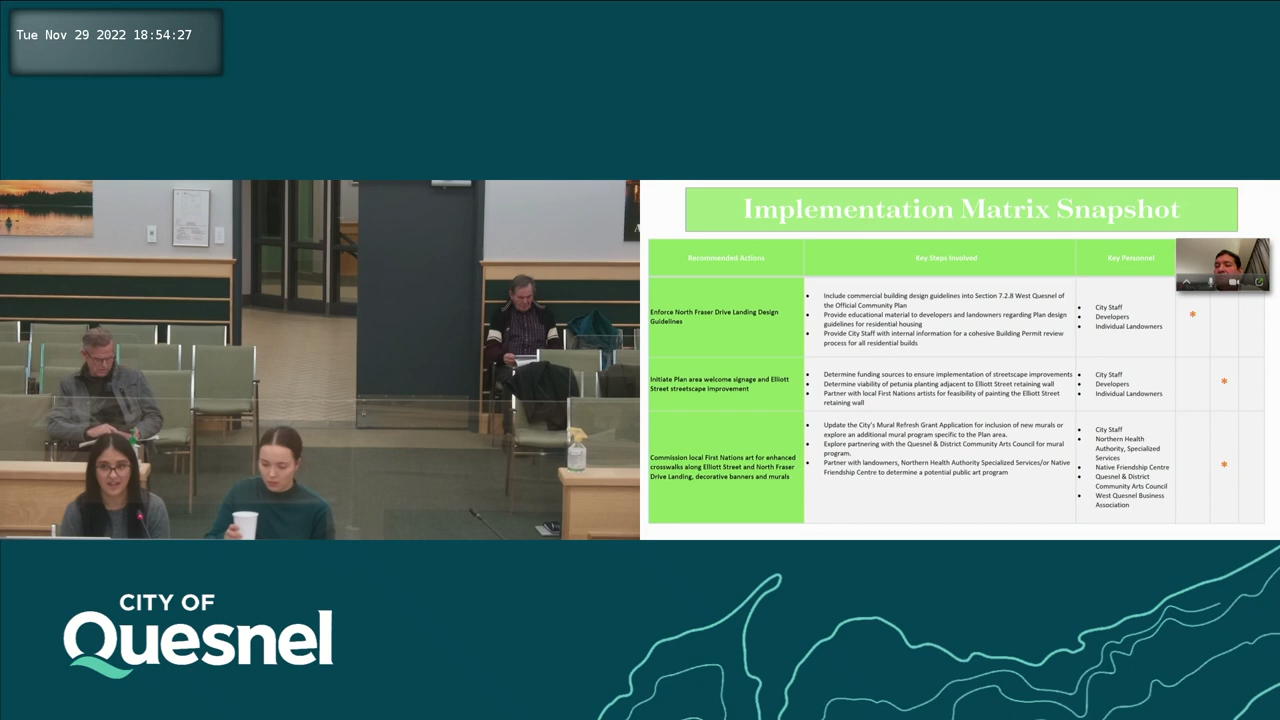 Tue Nov 29 2022 18:54:27
Implementation Matrix Snapshot
Recommended Actions
Key Steps Involved
Key Personnel
Enforce North Fraser Drive Landing Design
Guidelines
• Include commercial building design guidelines into Section 7.2.8 West Quesnel of
the Official Community Plan
• Provide educational material to developers and landowners regarding Plan design
guidelines for residential housing
• Provide City Staff with internal information for a cohesive Building Permit review
process for all residential builds
• City Staff
• Developers
• Individual Landowners
*
Initiate Plan area welcome signage and Elliott
Street streetscape improvement
• Determine funding sources to ensure implementation of streetscape improvements
• Determine viability of petunia planting adjacent to Elliott Street retaining wall
• Partner with local First Nations artists for feasibility of painting the Elliott Street
retaining wall
• City Staff
• Developers
• Individual Landowners
*
Commission local First Nations art for enhanced
crosswalks along Elliott Street and North Fraser
Drive Landing, decorative banners and murals
• Update the City's Mural Refresh Grant Application for inclusion of new murals or
explore an additional mural program specific to the Plan area.
• Explore partnering with the Quesnel & District Community Arts Council for mural
program.
• Partner with landowners, Northern Health Authority Specialized Services/or Native
Friendship Centre to determine a potential public art program
• City Staff
• Northern Health
Authority, Specialized
Services
• Native Friendship Centre
• Quesnel & District
Community Arts Council
• West Quesnel Business
Association
*
CITY OF
Quesnel